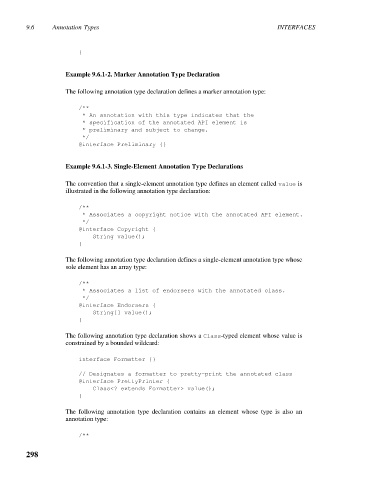 9.6 Annotation Types INTERFACES
}
Example 9.6.1-2. Marker Annotation Type Declaration
The following annotation type declaration defines a marker annotation type:
/**
* An annotation with this type indicates that the
* specification of the annotated API element is
* preliminary and subject to change.
*/
@interface Preliminary {}
Example 9.6.1-3. Single-Element Annotation Type Declarations
The convention that a single-element annotation type defines an element called value is
illustrated in the following annotation type declaration:
/**
* Associates a copyright notice with the annotated API element.
*/
@interface Copyright {
String value();
}
The following annotation type declaration defines a single-element annotation type whose
sole element has an array type:
/**
* Associates a list of endorsers with the annotated class.
*/
@interface Endorsers {
String[] value();
}
The following annotation type declaration shows a Class-typed element whose value is
constrained by a bounded wildcard:
interface Formatter {}
// Designates a formatter to pretty-print the annotated class
@interface PrettyPrinter {
Class<? extends Formatter> value();
}
The following annotation type declaration contains an element whose type is also an
annotation type:
/**
298